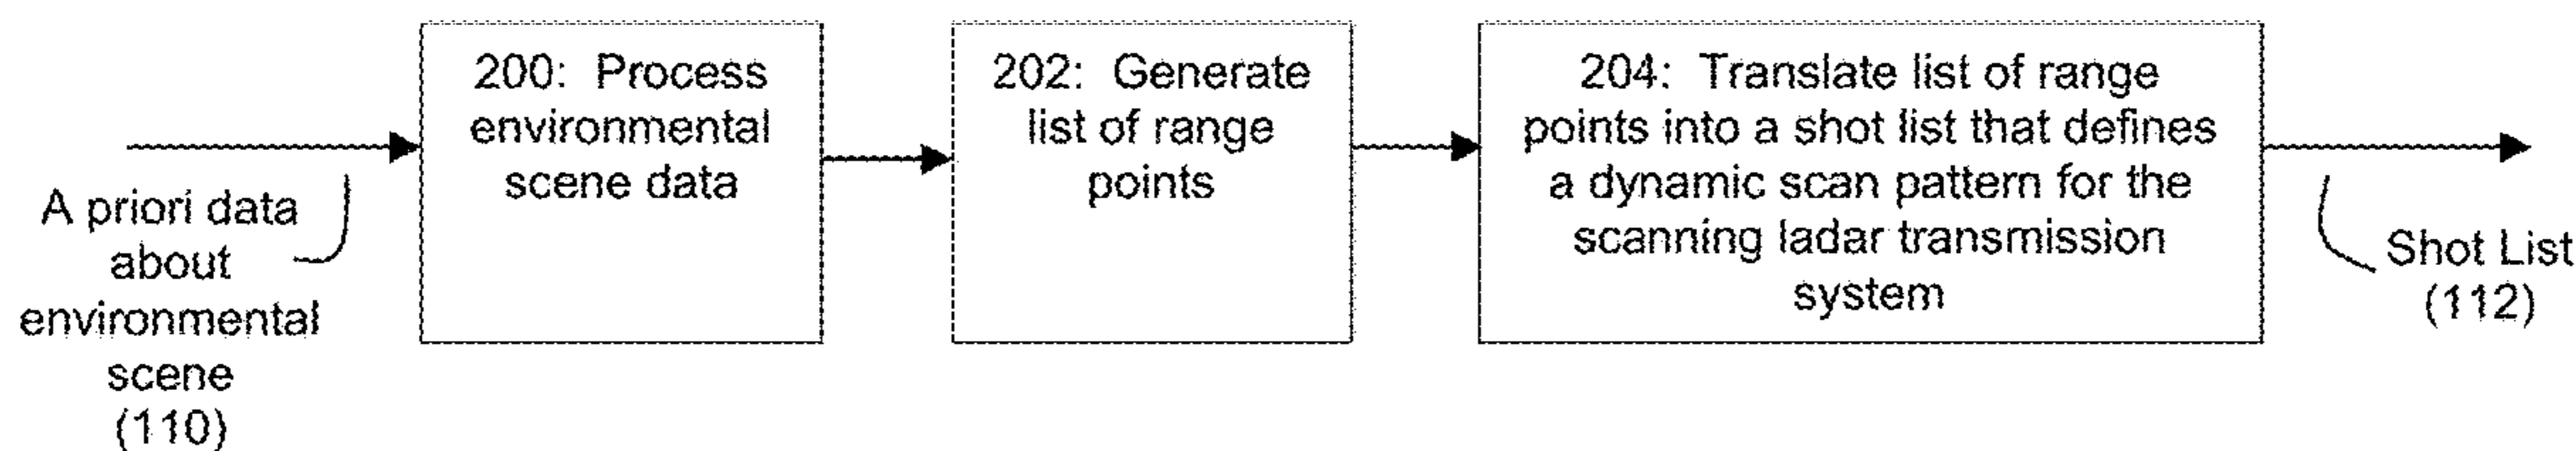 A priori data
about
environmental
scene
(110)
200: Process
environmental
scene data
202: Generate
list of range
points
204: Translate list of range
points into a shot list that defines
a dynamic scan pattern for the
scanning ladar transmission
system
Shot List
(112)